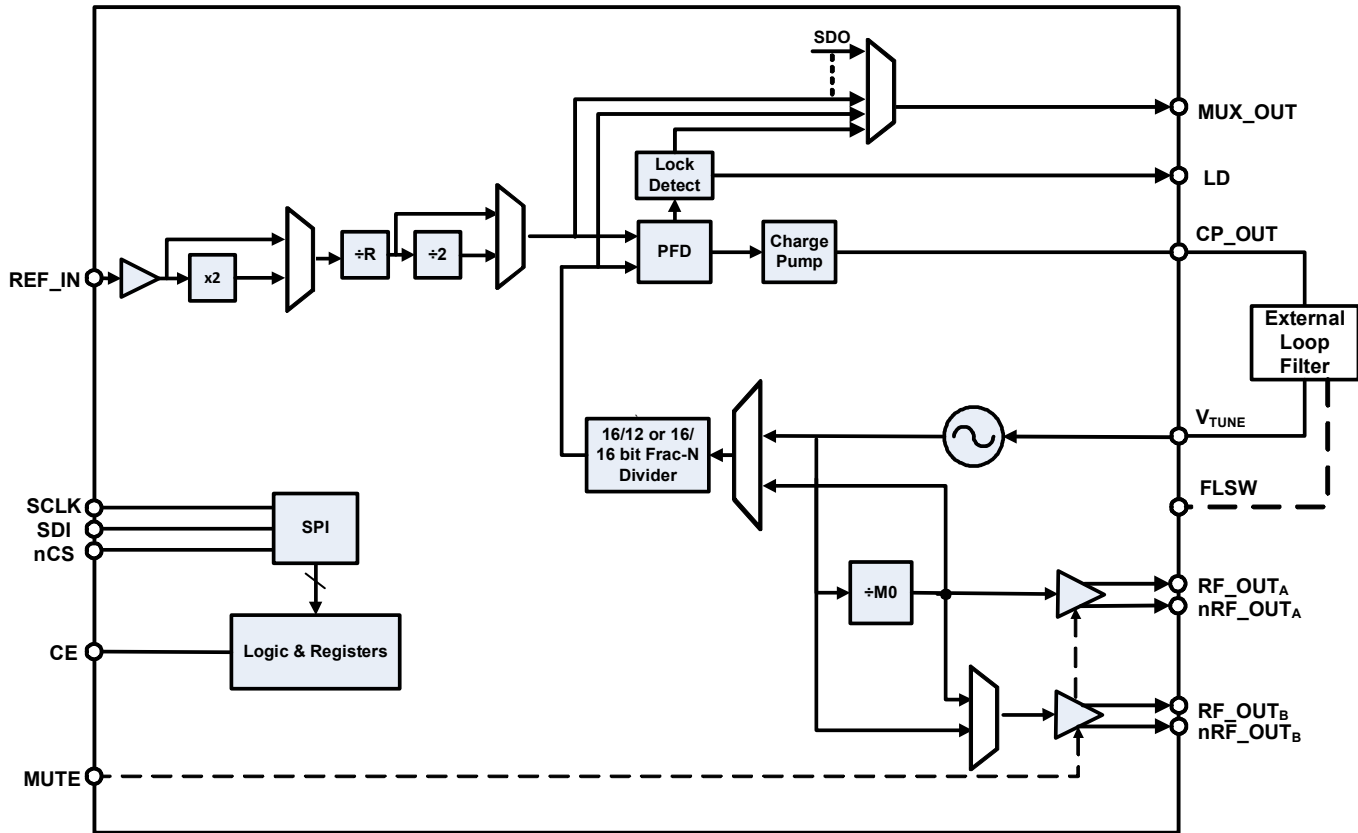 SDO
MUX_OUT
Lock
Detect
LD
CP_OUT
REF_IN
x2
÷R
÷2
PFD
Charge
Pump
External
Loop
Filter
VTUNE
16/12 or 16/
16 bit Frac-N
Divider
FLSW
SCLK
SDI
nCS
SPI
÷M0
RF_OUTA
nRF_OUTA
CE
Logic & Registers
RF_OUTB
nRF_OUTB
MUTE